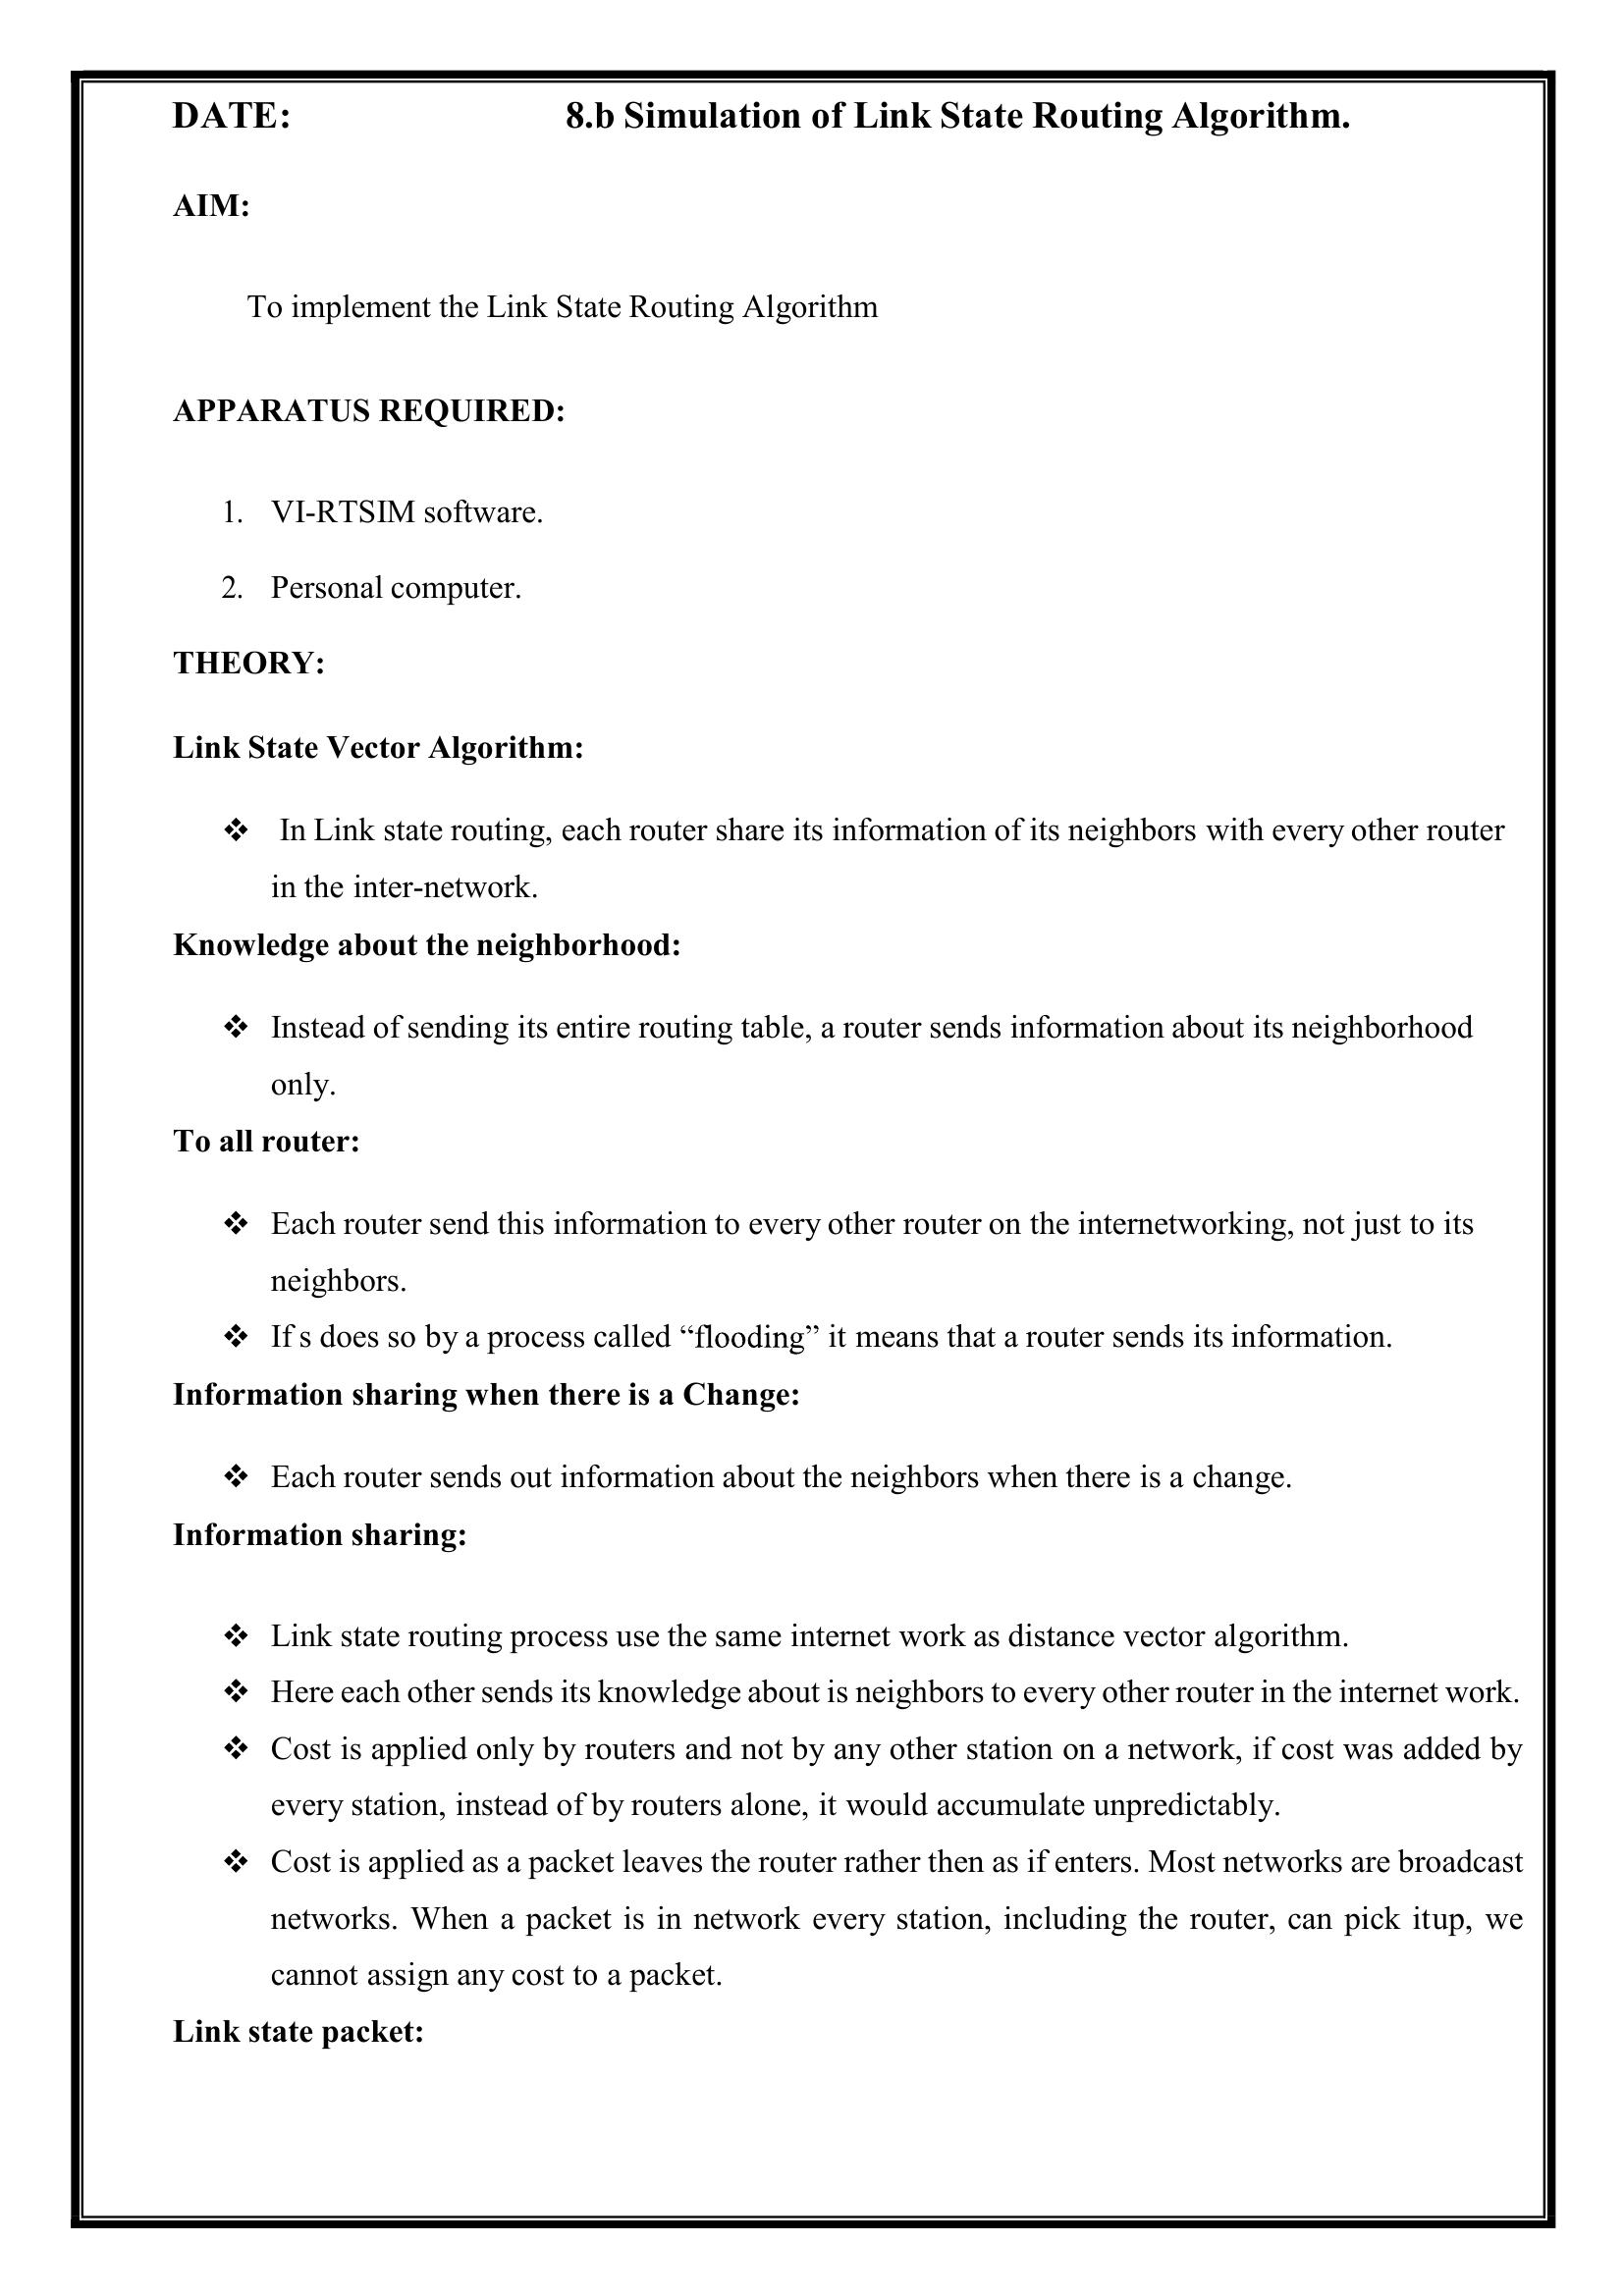 DATE: 8.b Simulation of Link State Routing Algorithm.
AIM:
To implement the Link State Routing Algorithm
APPARATUS REQUIRED:
1. VI-RTSIM software.
2. Personal computer.
THEORY:
Link State Vector Algorithm:
❖ In Link state routing, each router share its information of its neighbors with every other router
in the inter-network.
Knowledge about the neighborhood:
❖ Instead of sending its entire routing table, a router sends information about its neighborhood
only.
To all router:
❖ Each router send this information to every other router on the internetworking, not just to its
neighbors.
❖ If s does so by a process called “flooding” it means that a router sends its information.
Information sharing when there is a Change:
❖ Each router sends out information about the neighbors when there is a change.
Information sharing:
❖ Link state routing process use the same internet work as distance vector algorithm.
❖ Here each other sends its knowledge about is neighbors to every other router in the internet work.
❖ Cost is applied only by routers and not by any other station on a network, if cost was added by
every station, instead of by routers alone, it would accumulate unpredictably.
❖ Cost is applied as a packet leaves the router rather then as if enters. Most networks are broadcast
networks. When a packet is in network every station, including the router, can pick itup, we
cannot assign any cost to a packet.
Link state packet: